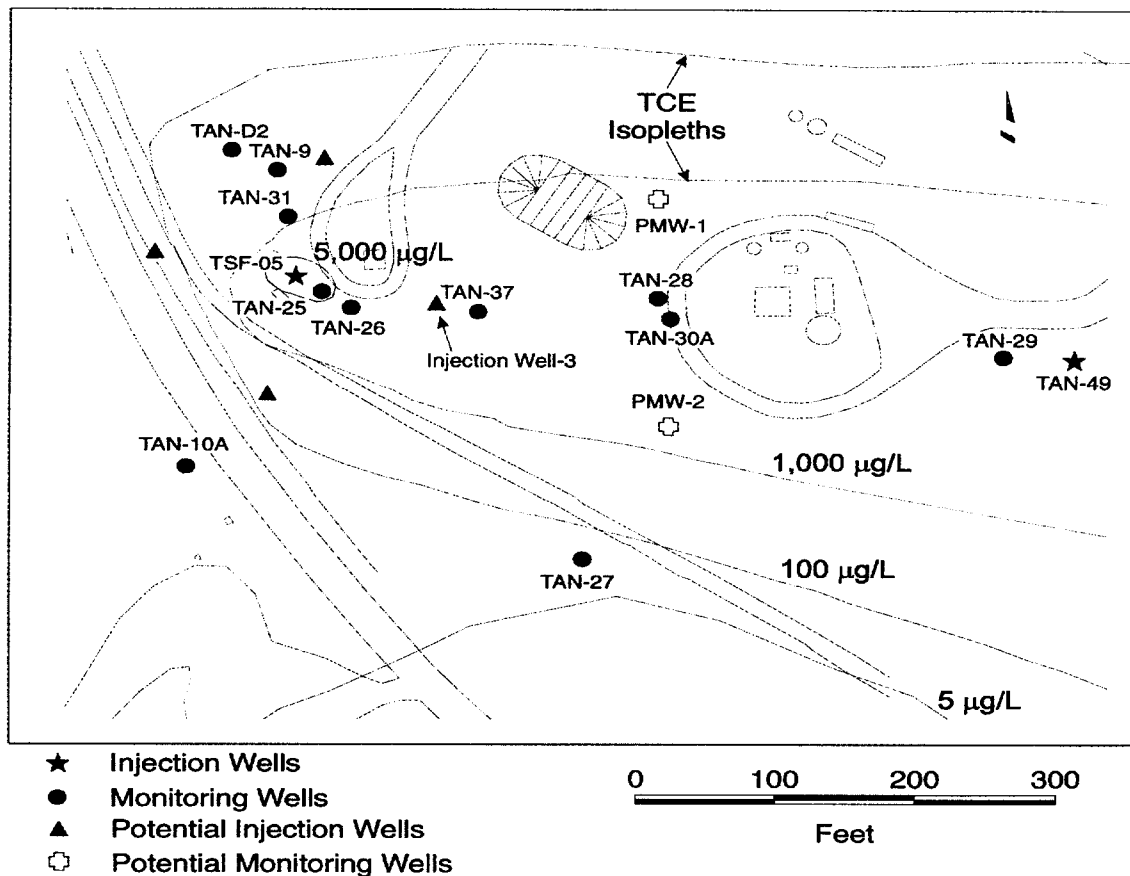 TCE
Isopleths
TAN-D2
TAN-9
TAN-31
PMW-1
5,000 µg/L
TSF-05
TAN-28
TAN-37
TAN-25
TAN-26
TAN-30A
TAN-29
Injection Well-3
TAN-49
PMW-2
TAN-10A
1,000 µg/L
100 µg/L
TAN-27
5 µg/L
Injection Wells
Monitoring Wells
Potential Injection Wells
Potential Monitoring Wells
0 100 200 300
Feet